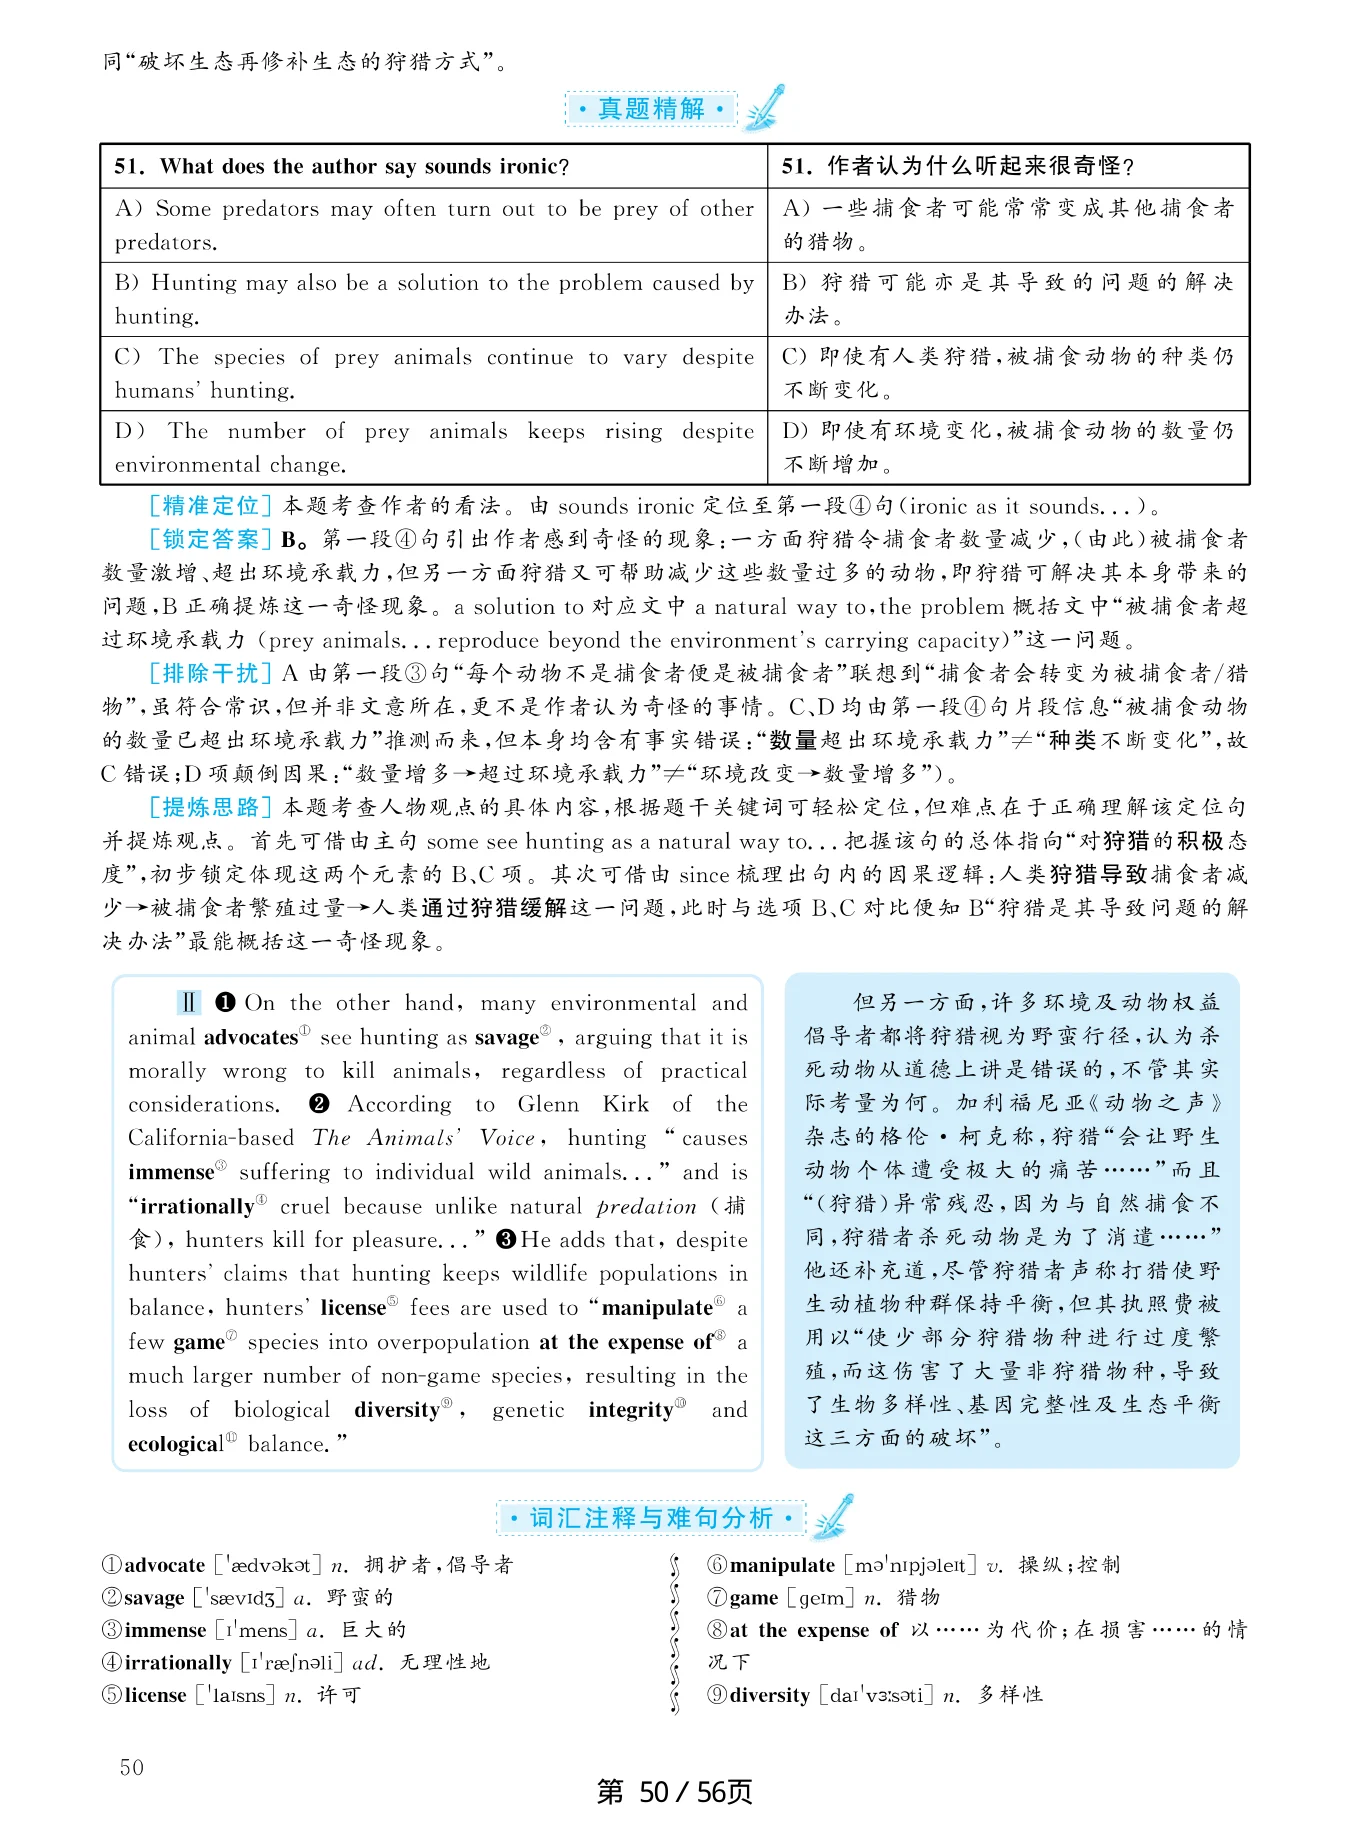 同“破坏生态再修补生态的狩猎方式”。
·真题精解·
51. What does the author say sounds ironic?
51. 作者认为什么听起来很奇怪?
A) Some predators may often turn out to be prey of other
predators.
A) 一些捕食者可能常常变成其他捕食者
的猎物。
B) Hunting may also be a solution to the problem caused by
hunting.
B) 狩猎可能亦是其导致的问题的解决
办法。
C) The species of prey animals continue to vary despite
humans’ hunting.
C) 即使有人类狩猎,被捕食动物的种类仍
不断变化。
D) The number of prey animals keeps rising despite
environmental change.
D) 即使有环境变化,被捕食动物的数量仍
不断增加。
[精准定位] 本题考查作者的看法。由 sounds ironic 定位至第一段④句(ironic as it sounds...)。
[锁定答案] B。第一段④句引出作者感到奇怪的现象:一方面狩猎令捕食者数量减少,(由此)被捕食者
数量激增、超出环境承载力,但另一方面狩猎又可帮助减少这些数量过多的动物,即狩猎可解决其本身带来的
问题,B 正确提炼这一奇怪现象。a solution to 对应文中 a natural way to,the problem 概括文中“被捕食者超
过环境承载力 (prey animals...reproduce beyond the environment’s carrying capacity)”这一问题。
[排除干扰] A 由第一段③句“每个动物不是捕食者便是被捕食者”联想到“捕食者会转变为被捕食者/猎
物”,虽符合常识,但并非文意所在,更不是作者认为奇怪的事情。C、D 均由第一段④句片段信息“被捕食动物
的数量已超出环境承载力”推测而来,但本身均含有事实错误:“数量超出环境承载力”≠“种类不断变化”,故
C 错误;D 项颠倒因果:“数量增多→超过环境承载力”≠“环境改变→数量增多”)。
[提炼思路] 本题考查人物观点的具体内容,根据题干关键词可轻松定位,但难点在于正确理解该定位句
并提炼观点。首先可借由主句 some see hunting as a natural way to...把握该句的总体指向“对狩猎的积极态
度”,初步锁定体现这两个元素的 B、C 项。其次可借由 since 梳理出句内的因果逻辑:人类狩猎导致捕食者减
少→被捕食者繁殖过量→人类通过狩猎缓解这一问题,此时与选项 B、C 对比便知 B“狩猎是其导致问题的解
决办法”最能概括这一奇怪现象。
Ⅱ ❶ On the other hand, many environmental and
animal advocates① see hunting as savage②, arguing that it is
morally wrong to kill animals, regardless of practical
considerations. ❷ According to Glenn Kirk of the
California-based The Animals’ Voice, hunting “causes
immense③ suffering to individual wild animals...” and is
“irrationally④ cruel because unlike natural predation (捕
食), hunters kill for pleasure...” ❸He adds that, despite
hunters’ claims that hunting keeps wildlife populations in
balance, hunters’ license⑤ fees are used to “manipulate⑥ a
few game⑦ species into overpopulation at the expense of⑧ a
much larger number of non-game species, resulting in the
loss of biological diversity⑨, genetic integrity⑩ and
ecological⑪ balance.”
但另一方面,许多环境及动物权益
倡导者都将狩猎视为野蛮行径,认为杀
死动物从道德上讲是错误的,不管其实
际考量为何。加利福尼亚《动物之声》
杂志的格伦·柯克称,狩猎“会让野生
动物个体遭受极大的痛苦……”而且
“(狩猎)异常残忍,因为与自然捕食不
同,狩猎者杀死动物是为了消遣……”
他还补充道,尽管狩猎者声称打猎使野
生动植物种群保持平衡,但其执照费被
用以“使少部分狩猎物种进行过度繁
殖,而这伤害了大量非狩猎物种,导致
了生物多样性、基因完整性及生态平衡
这三方面的破坏”。
·词汇注释与难句分析·
①advocate [ˈædvəkət] n. 拥护者,倡导者
②savage [ˈsævɪdʒ] a. 野蛮的
③immense [ɪˈmens] a. 巨大的
④irrationally [ɪˈræʃnəli] ad. 无理性地
⑤license [ˈlaɪsns] n. 许可
⑥manipulate [məˈnɪpjəleɪt] v. 操纵;控制
⑦game [ɡeɪm] n. 猎物
⑧at the expense of 以……为代价;在损害……的情
况下
⑨diversity [daɪˈvɜːsəti] n. 多样性
50
第 50 / 56页